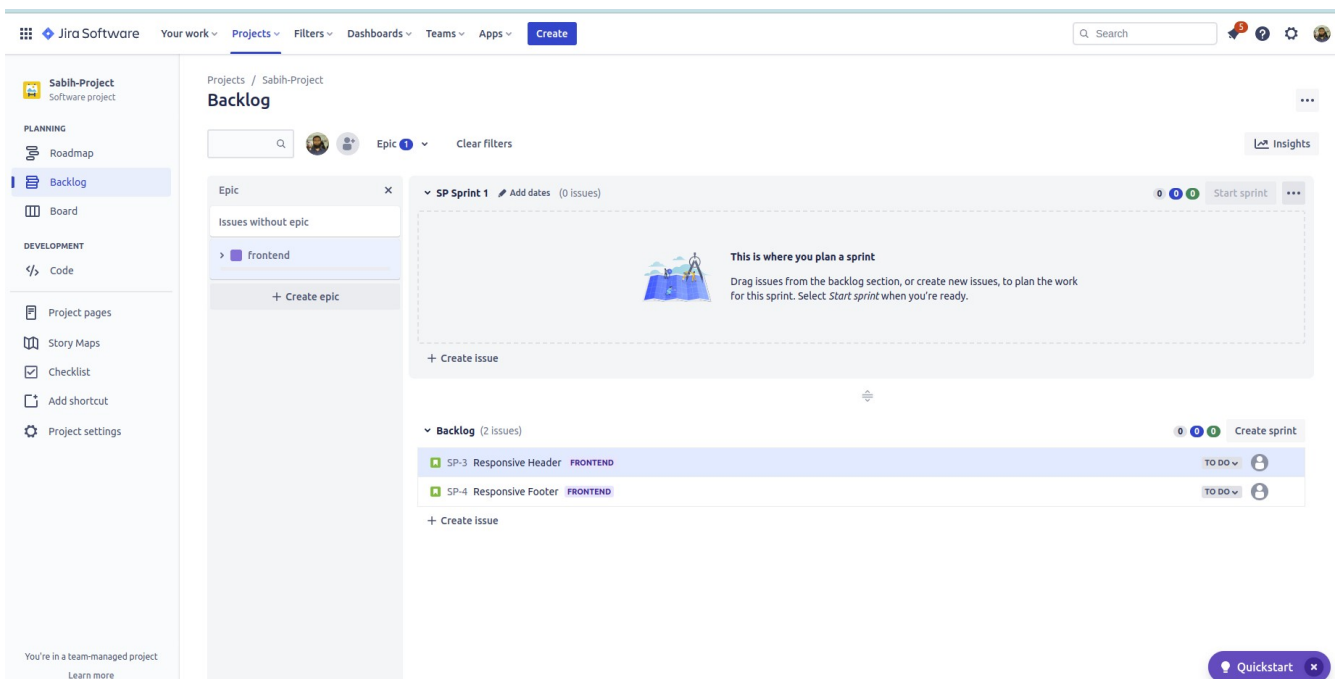 Jira Software Your work Projects Filters Dashboards Teams Apps Create Search 5
Sabih-Project
Software project
PLANNING
Roadmap
Backlog
Board
DEVELOPMENT
Code
Project pages
Story Maps
Checklist
Add shortcut
Project settings
You're in a team-managed project
Learn more
Projects / Sabih-Project
Backlog
Epic 1 Clear filters Insights
Epic
Issues without epic
frontend
+ Create epic
SP Sprint 1 Add dates (0 issues) 0 0 0 Start sprint
This is where you plan a sprint
Drag issues from the backlog section, or create new issues, to plan the work
for this sprint. Select Start sprint when you're ready.
+ Create issue
Backlog (2 issues) 0 0 0 Create sprint
SP-3 Responsive Header FRONTEND TO DO
SP-4 Responsive Footer FRONTEND TO DO
+ Create issue
Quickstart